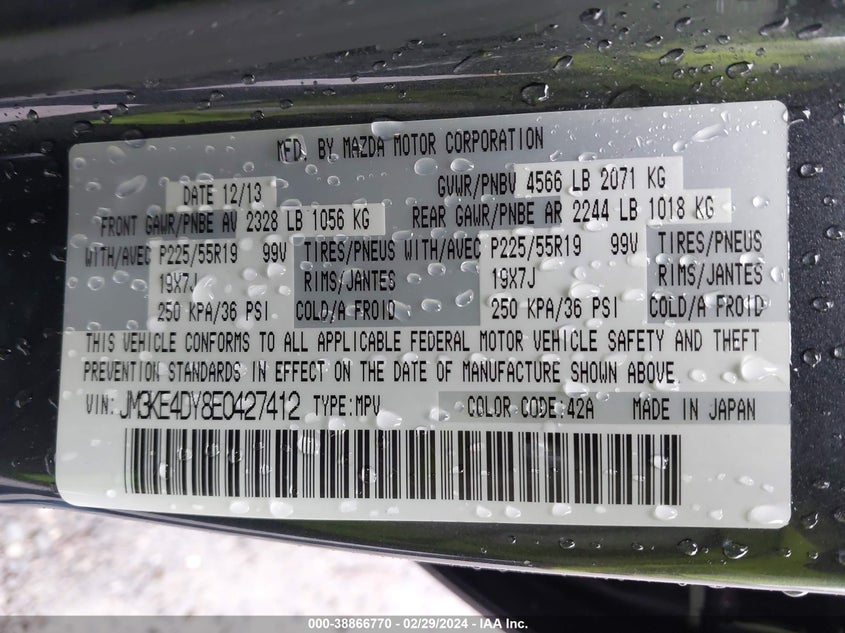 MFD. BY MAZDA MOTOR CORPORATION
DATE 12/13 GVWR/PNBV 4566 LB 2071 KG
FRONT GAWR/PNBE AV 2328 LB 1056 KG REAR GAWR/PNBE AR 2244 LB 1018 KG
WITH/AVEC P225/55R19 99V TIRES/PNEUS WITH/AVEC P225/55R19 99V TIRES/PNEUS
19X7J RIMS/JANTES 19X7J RIMS/JANTES
250 KPA/36 PSI COLD/A FROID 250 KPA/36 PSI COLD/A FROID
THIS VEHICLE CONFORMS TO ALL APPLICABLE FEDERAL MOTOR VEHICLE SAFETY AND THEFT
PREVENTION STANDARDS IN EFFECT ON THE DATE OF MANUFACTURE SHOWN ABOVE.
VIN: JM3KE4DY8E0427412 TYPE:MPV COLOR CODE:42A MADE IN JAPAN
000-38866770 - 02/29/2024 - IAA Inc.